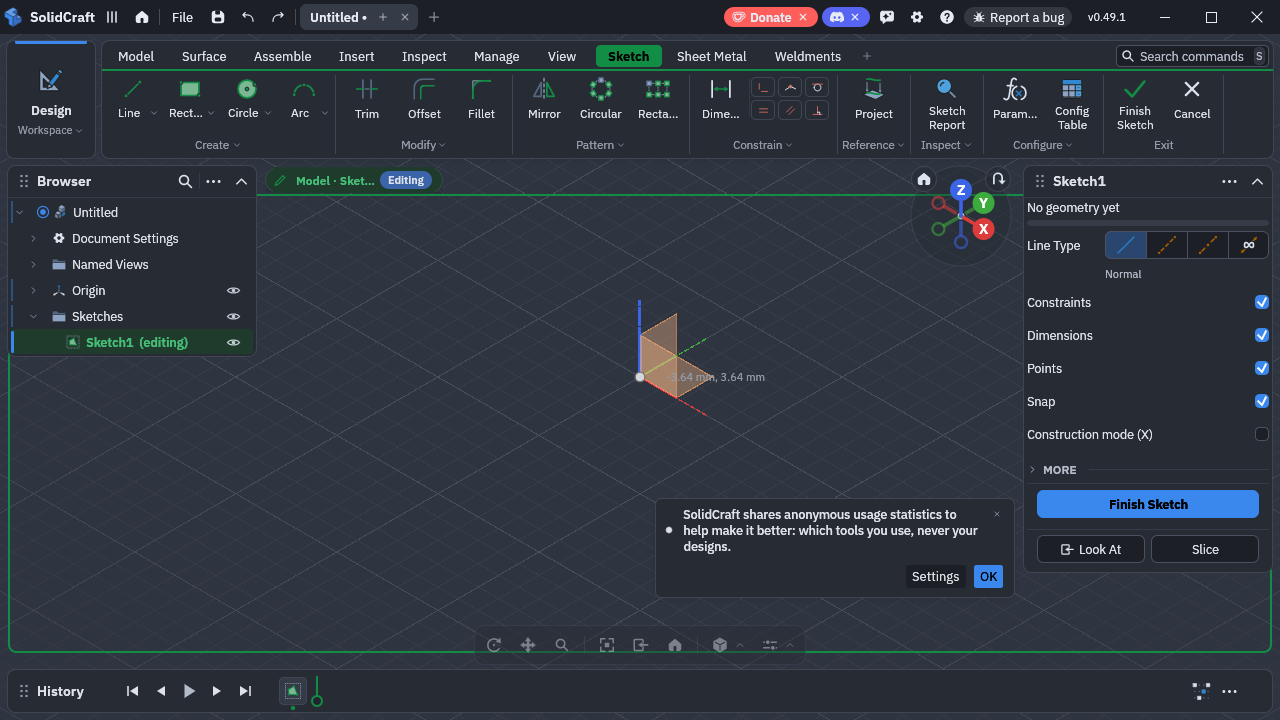 SolidCraft
File
Untitled •
Donate
Report a bug
v0.49.1
Design
Workspace
Model
Surface
Assemble
Insert
Inspect
Manage
View
Sketch
Sheet Metal
Weldments
Search commands
S
Line
Rect...
Circle
Arc
Create
Trim
Offset
Fillet
Modify
Mirror
Circular
Recta...
Pattern
Dime...
Constrain
Project
Reference
Sketch Report
Inspect
Param...
Config Table
Configure
Finish Sketch
Cancel
Exit
Browser
Untitled
Document Settings
Named Views
Origin
Sketches
Sketch1 (editing)
Model · Sket...
Editing
Z
Y
X
3.64 mm, 3.64 mm
Sketch1
No geometry yet
Line Type
Normal
Constraints
Dimensions
Points
Snap
Construction mode (X)
MORE
Finish Sketch
Look At
Slice
SolidCraft shares anonymous usage statistics to
help make it better: which tools you use, never your
designs.
Settings
OK
History